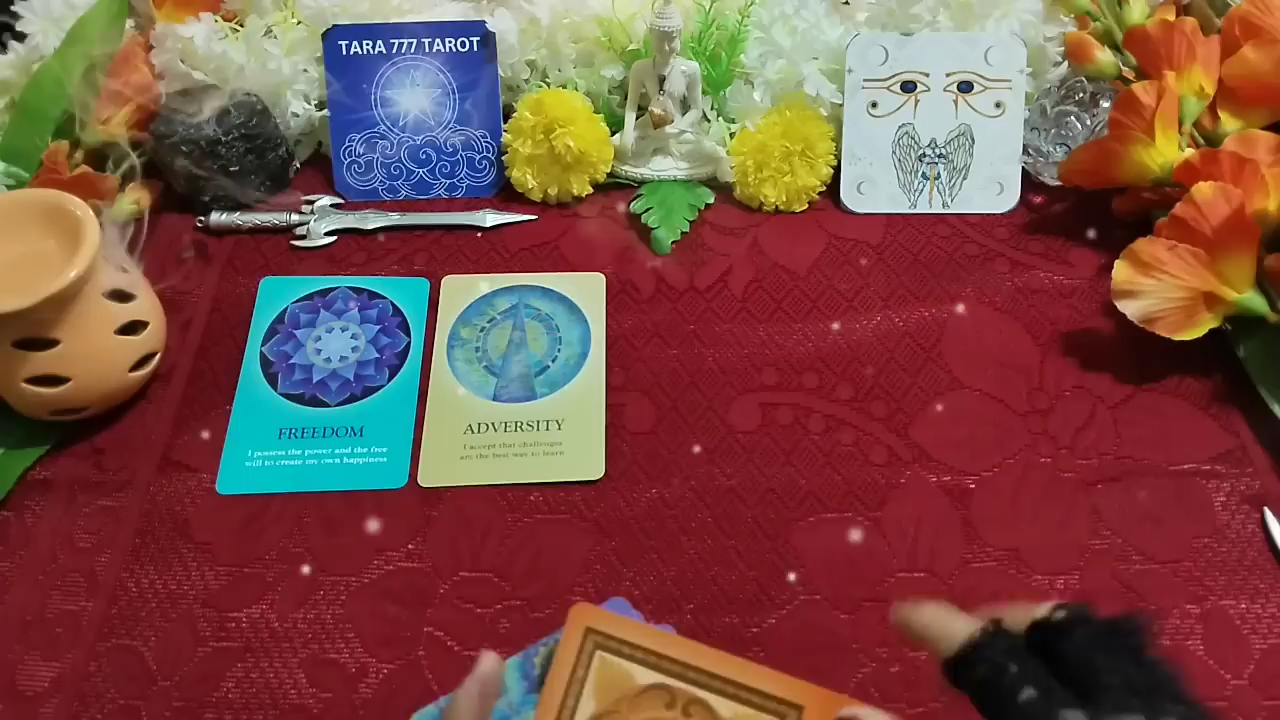 TARA 777 TAROT
FREEDOM
I possess the power and the free
will to create my own happiness
ADVERSITY
I accept that challenges
are the best way to learn